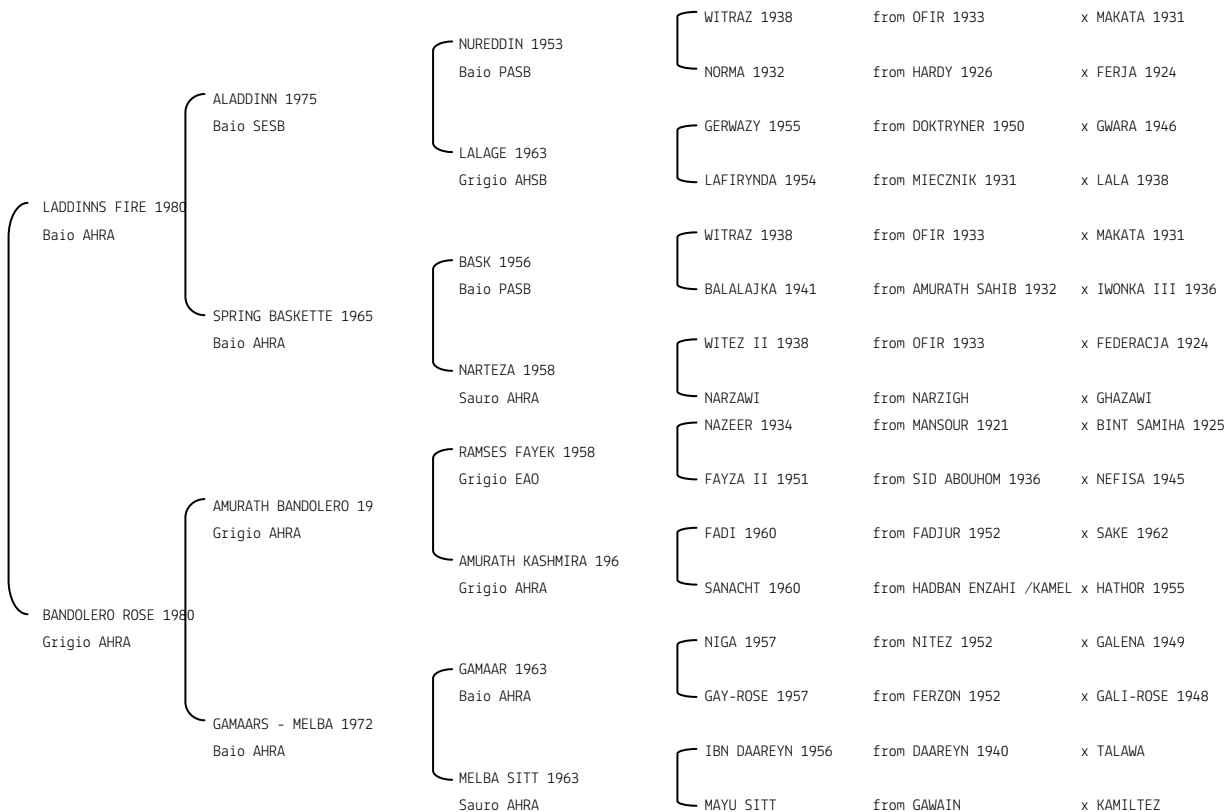 WITRAZ 1938 from OFIR 1933 x MAKATA 1931
NUREDDIN 1953
Baio PASB
NORMA 1932 from HARDY 1926 x FERJA 1924
ALADDINN 1975
Baio SESB
GERWAZY 1955 from DOKTRYNER 1950 x GWARA 1946
LALAGE 1963
Grigio AHSB
LAFIRYNDA 1954 from MIECZNIK 1931 x LALA 1938
LADDINNS FIRE 1980
Baio AHRA
WITRAZ 1938 from OFIR 1933 x MAKATA 1931
BASK 1956
Baio PASB
BALALAJKA 1941 from AMURATH SAHIB 1932 x IWONKA III 1936
SPRING BASKETTE 1965
Baio AHRA
WITEZ II 1938 from OFIR 1933 x FEDERACJA 1924
NARTEZA 1958
Sauro AHRA
NARZAWI from NARZIGH x GHAZAWI
NAZEER 1934 from MANSOUR 1921 x BINT SAMIHA 1925
RAMSES FAYEK 1958
Grigio EAO
FAYZA II 1951 from SID ABOUHOM 1936 x NEFISA 1945
AMURATH BANDOLERO 19
Grigio AHRA
FADI 1960 from FADJUR 1952 x SAKE 1962
AMURATH KASHMIRA 196
Grigio AHRA
SANACHT 1960 from HADBAN ENZAHI /KAMEL x HATHOR 1955
BANDOLERO ROSE 1980
Grigio AHRA
NIGA 1957 from NITEZ 1952 x GALENA 1949
GAMAAR 1963
Baio AHRA
GAY-ROSE 1957 from FERZON 1952 x GALI-ROSE 1948
GAMAARS - MELBA 1972
Baio AHRA
IBN DAAREYN 1956 from DAAREYN 1940 x TALAWA
MELBA SITT 1963
Sauro AHRA
MAYU SITT from GAWAIN x KAMILTEZ